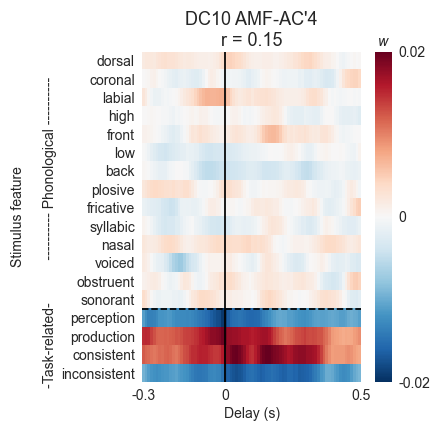 DC10 AMF-AC'4
r = 0.15
w
dorsal
coronal
labial
high
front
low
back
plosive
fricative
syllabic
nasal
voiced
obstruent
sonorant
perception
production
consistent
inconsistent
Stimulus feature
----------- Phonological -----------
-Task-related-
-0.3
0
0.5
Delay (s)
0.02
0
-0.02